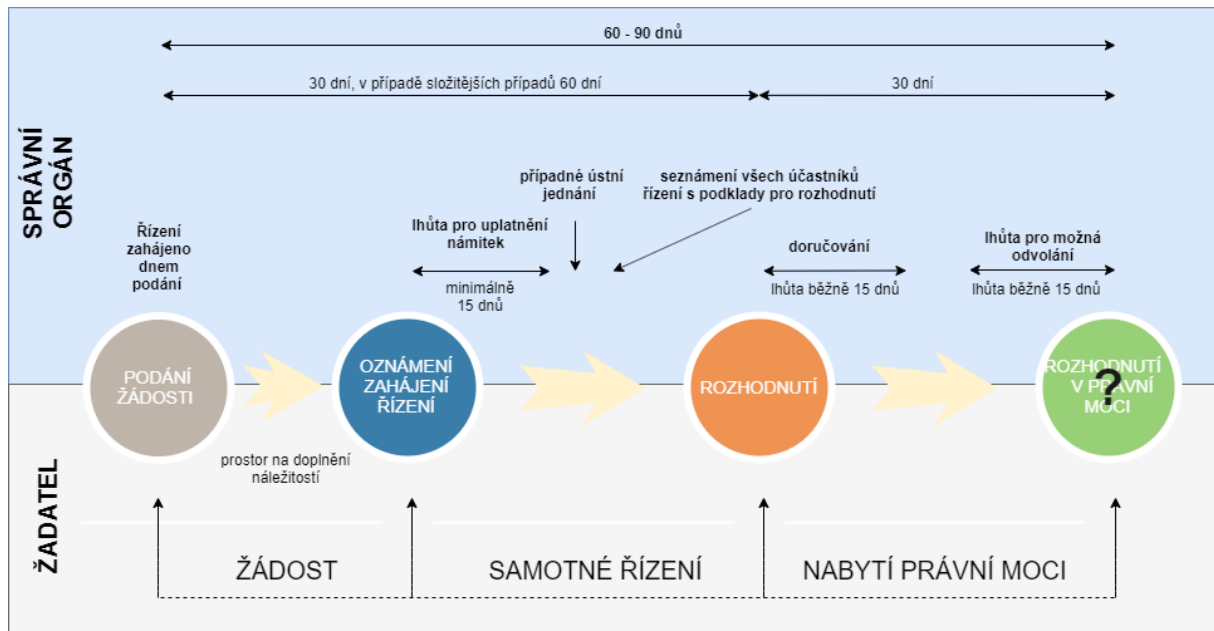 60 - 90 dnů
30 dní, v případě složitějších případů 60 dní
30 dní
SPRÁVNÍ
ORGÁN
případné ústní
jednání
seznámení všech účastníků
řízení s podklady pro rozhodnutí
Řízení
zahájeno
dnem
podání
lhůta pro uplatnění
námitek
minimálně
15 dnů
doručování
lhůta běžně 15 dnů
lhůta pro možná
odvolání
lhůta běžně 15 dnů
PODÁNÍ
ŽÁDOSTI
OZNÁMENÍ
ZAHÁJENÍ
ŘÍZENÍ
ROZHODNUTÍ
ROZHODNUTÍ
V PRÁVNÍ
MOCI
?
ŽADATEL
prostor na doplnění
náležitostí
ŽÁDOST
SAMOTNÉ ŘÍZENÍ
NABYTÍ PRÁVNÍ MOCI